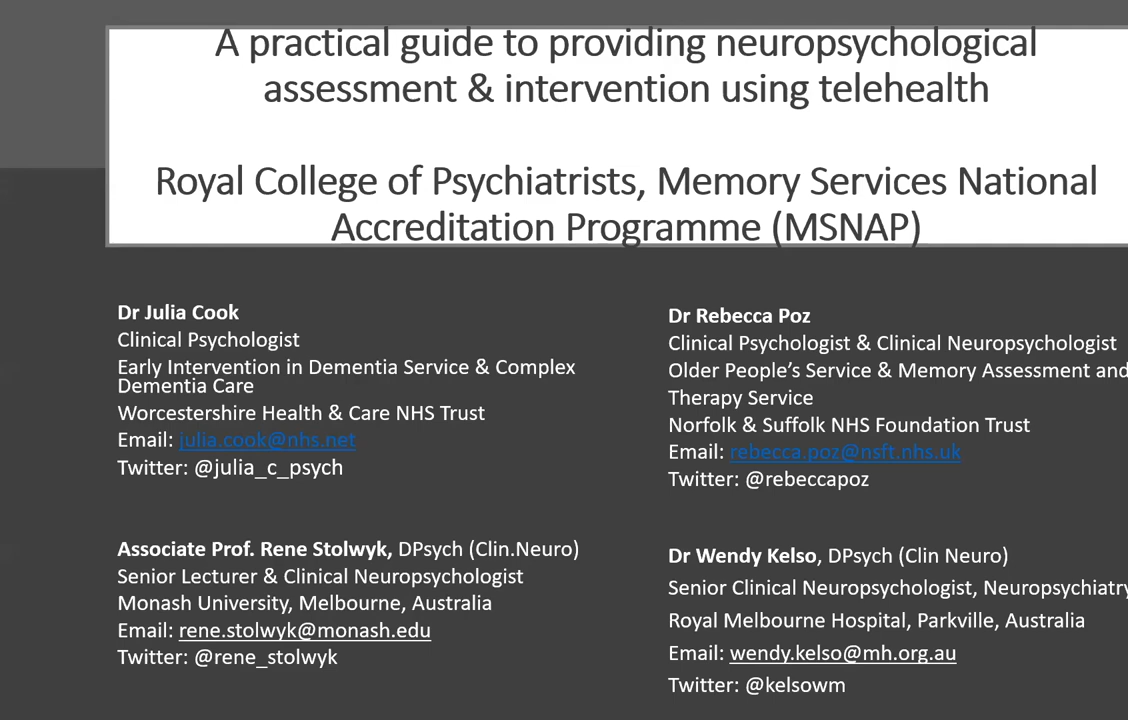 A practical guide to providing neuropsychological
assessment & intervention using telehealth
Royal College of Psychiatrists, Memory Services National
Accreditation Programme (MSNAP)
Dr Julia Cook
Clinical Psychologist
Early Intervention in Dementia Service & Complex
Dementia Care
Worcestershire Health & Care NHS Trust
Email: julia.cook@nhs.net
Twitter: @julia_c_psych
Dr Rebecca Poz
Clinical Psychologist & Clinical Neuropsychologist
Older People's Service & Memory Assessment and
Therapy Service
Norfolk & Suffolk NHS Foundation Trust
Email: rebecca.poz@nsft.nhs.uk
Twitter: @rebeccapoz
Associate Prof. Rene Stolwyk, DPsych (Clin.Neuro)
Senior Lecturer & Clinical Neuropsychologist
Monash University, Melbourne, Australia
Email: rene.stolwyk@monash.edu
Twitter: @rene_stolwyk
Dr Wendy Kelso, DPsych (Clin Neuro)
Senior Clinical Neuropsychologist, Neuropsychiatry
Royal Melbourne Hospital, Parkville, Australia
Email: wendy.kelso@mh.org.au
Twitter: @kelsowm